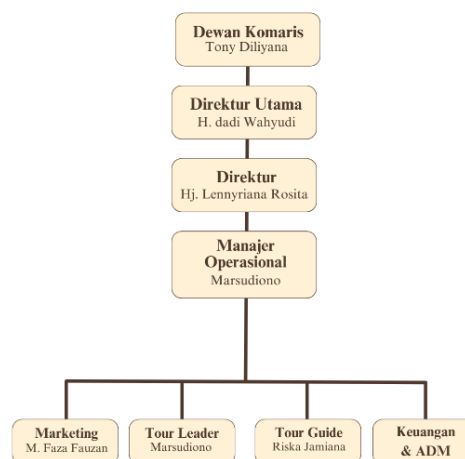 Dewan Komaris
Tony Diliyana
Direktur Utama
H. dadi Wahyudi
Direktur
Hj. Lennyriana Rosita
Manajer
Operasional
Marsudiono
Marketing
M. Faza Fauzan
Tour Leader
Marsudiono
Tour Guide
Riska Jamiana
Keuangan
& ADM